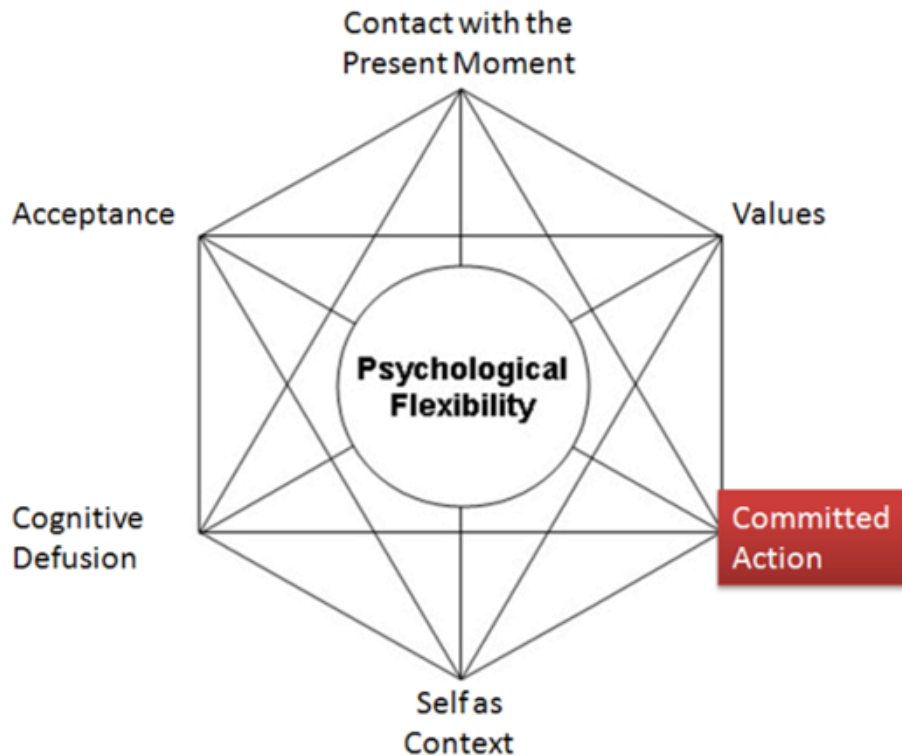 Contact with the
Present Moment
Acceptance
Values
Psychological
Flexibility
Cognitive
Defusion
Committed
Action
Self as
Context